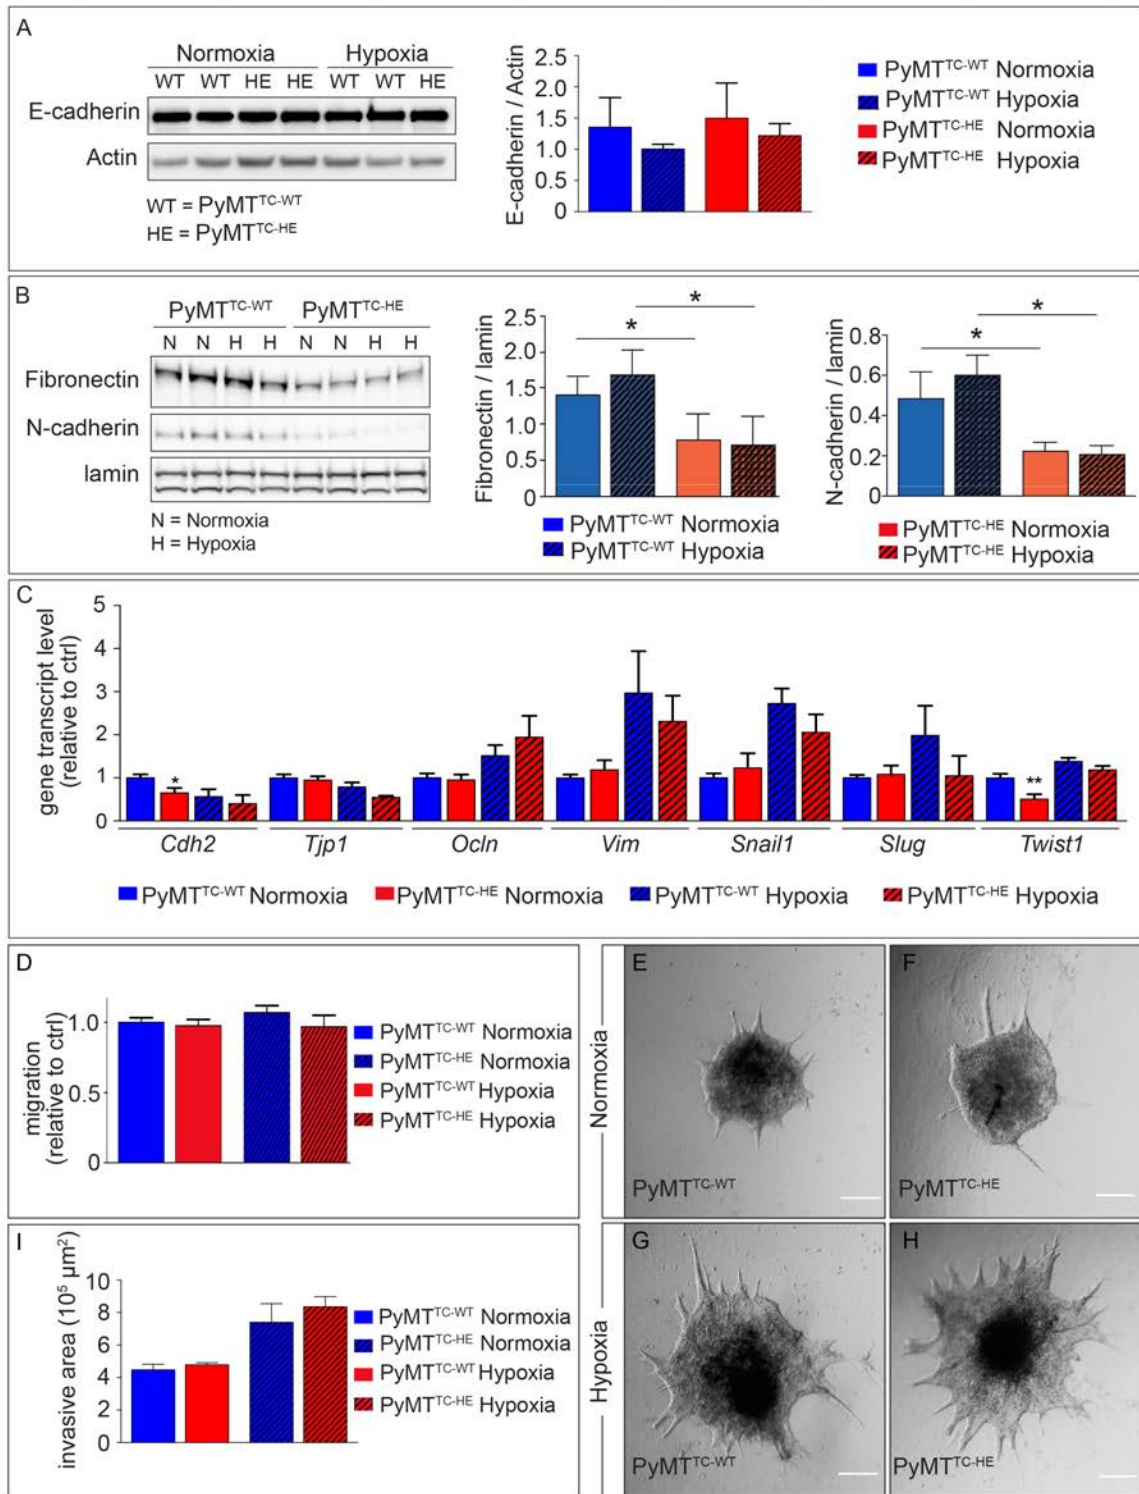 A
Normoxia Hypoxia
WT WT HE HE WT WT HE
E-cadherin
Actin
WT = PyMTTC-WT
HE = PyMTTC-HE
E-cadherin / Actin
2.5
2.0
1.5
1.0
0.5
0
PyMTTC-WT Normoxia
PyMTTC-WT Hypoxia
PyMTTC-HE Normoxia
PyMTTC-HE Hypoxia
B
PyMTTC-WT PyMTTC-HE
N N H H N N H H
Fibronectin
N-cadherin
lamin
N = Normoxia
H = Hypoxia
Fibronectin / lamin
2.5
2.0
1.5
1.0
0.5
0
* *
PyMTTC-WT Normoxia
PyMTTC-WT Hypoxia
N-cadherin / lamin
0.8
0.6
0.4
0.2
0
* *
PyMTTC-HE Normoxia
PyMTTC-HE Hypoxia
C
gene transcript level
(relative to ctrl)
5
4
3
2
1
0
* **
Cdh2 Tjp1 Ocln Vim Snail1 Slug Twist1
PyMTTC-WT Normoxia PyMTTC-HE Normoxia PyMTTC-WT Hypoxia PyMTTC-HE Hypoxia
D
migration
(relative to ctrl)
1.0
0.5
0
PyMTTC-WT Normoxia
PyMTTC-HE Normoxia
PyMTTC-WT Hypoxia
PyMTTC-HE Hypoxia
Normoxia
E
PyMTTC-WT
F
PyMTTC-HE
I
invasive area (10⁵ µm²)
10
8
6
4
2
0
PyMTTC-WT Normoxia
PyMTTC-HE Normoxia
PyMTTC-WT Hypoxia
PyMTTC-HE Hypoxia
Hypoxia
G
PyMTTC-WT
H
PyMTTC-HE